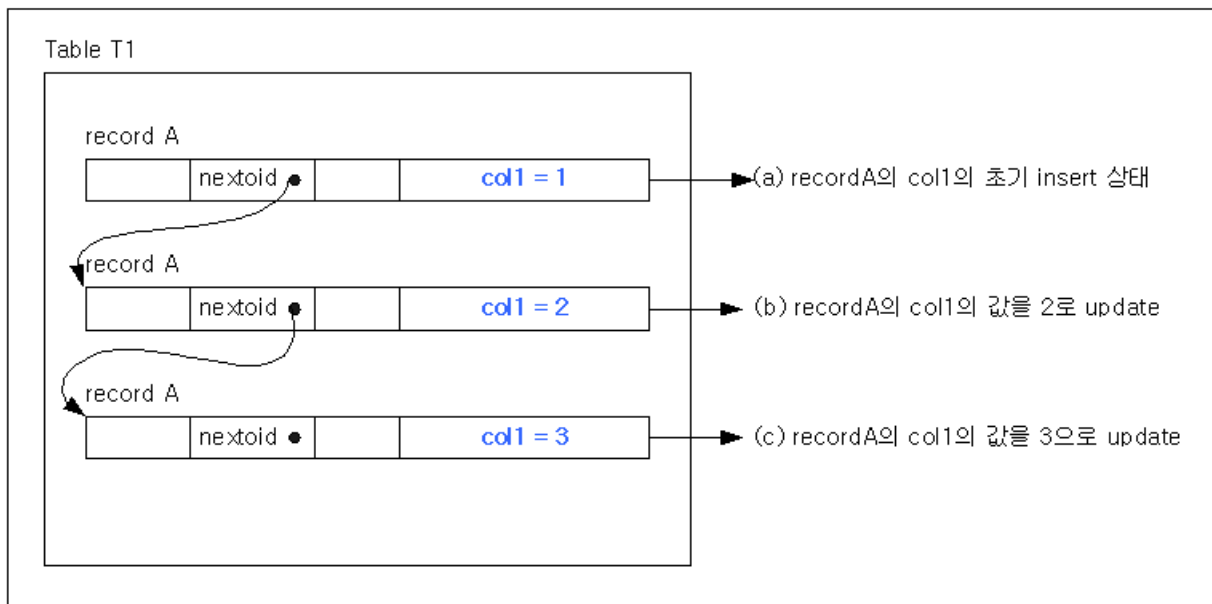 Table T1
record A
nextoid
col1 = 1
(a) recordA의 col1의 초기 insert 상태
record A
nextoid
col1 = 2
(b) recordA의 col1의 값을 2로 update
record A
nextoid
col1 = 3
(c) recordA의 col1의 값을 3으로 update